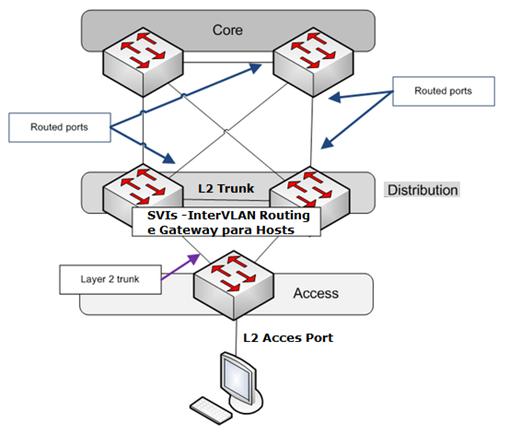 Core
Routed ports
Routed ports
L2 Trunk
Distribution
SVIs -InterVLAN Routing
e Gateway para Hosts
Layer 2 trunk
Access
L2 Acces Port